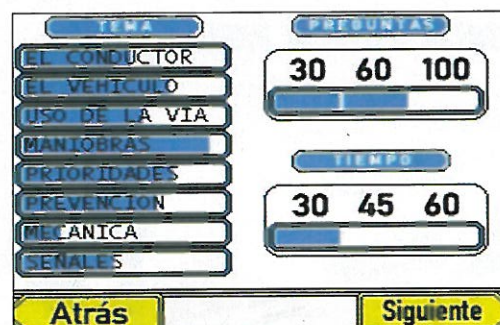 TEMA
EL CONDUCTOR
EL VEHICULO
USO DE LA VIA
MANIOBRAS
PRIORIDADES
PREVENCION
MECANICA
SEÑALES
PREGUNTAS
30 60 100
TIEMPO
30 45 60
Atrás
Siguiente